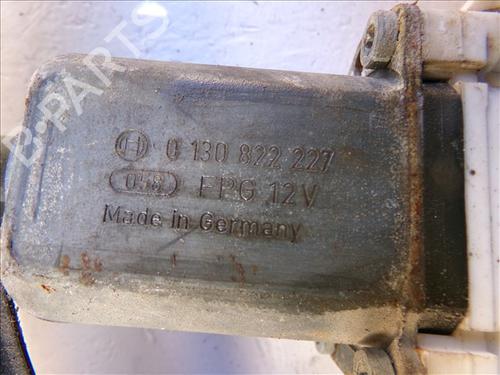 B-PARTS
0 130 822 227
058 FPG 12V
Made in Germany